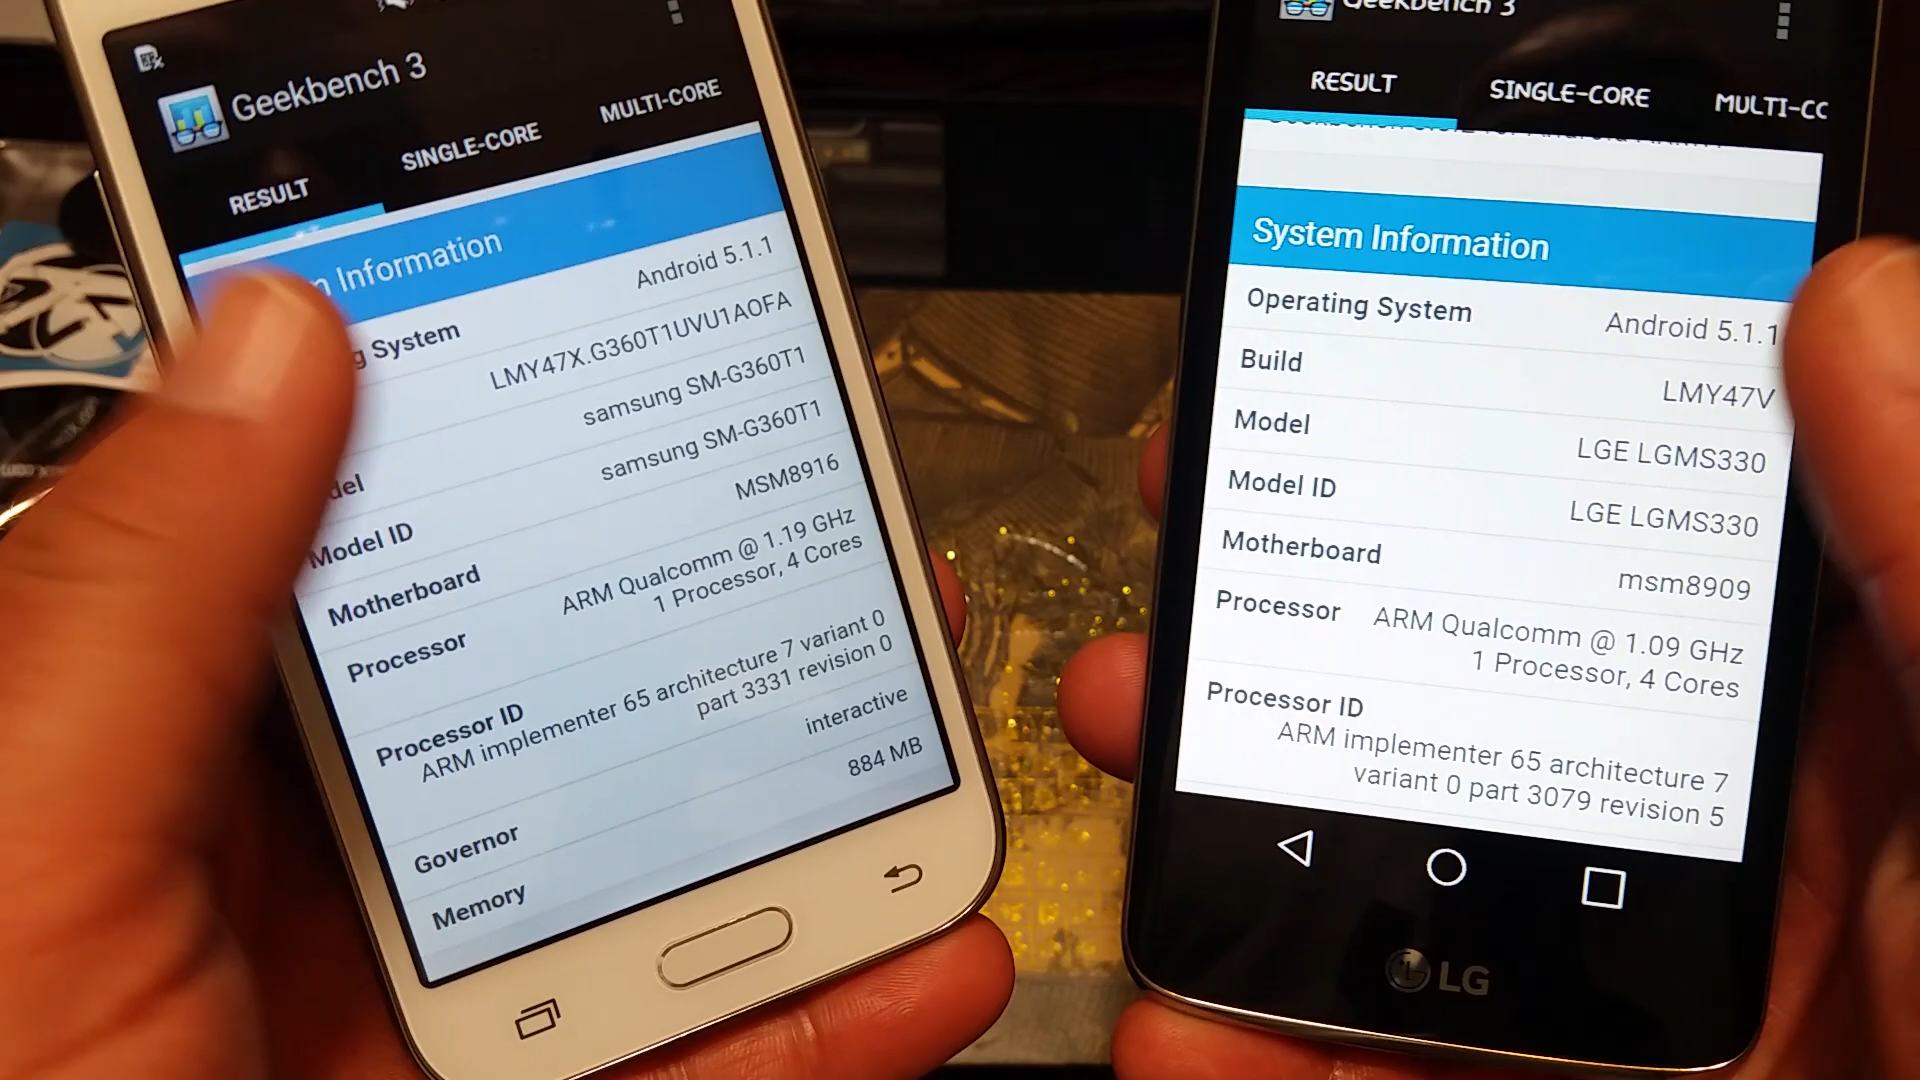 Geekbench 3
RESULT
SINGLE-CORE
MULTI-CORE
Information
g System
Android 5.1.1
LMY47X.G360T1UVU1AOFA
del
samsung SM-G360T1
Model ID
samsung SM-G360T1
Motherboard
MSM8916
Processor
ARM Qualcomm @ 1.19 GHz
1 Processor, 4 Cores
Processor ID
ARM implementer 65 architecture 7 variant 0
part 3331 revision 0
Governor
interactive
Memory
884 MB
Geekbench 3
RESULT
SINGLE-CORE
MULTI-CC
System Information
Operating System
Android 5.1.1
Build
LMY47V
Model
LGE LGMS330
Model ID
LGE LGMS330
Motherboard
msm8909
Processor
ARM Qualcomm @ 1.09 GHz
1 Processor, 4 Cores
Processor ID
ARM implementer 65 architecture 7
variant 0 part 3079 revision 5
LG